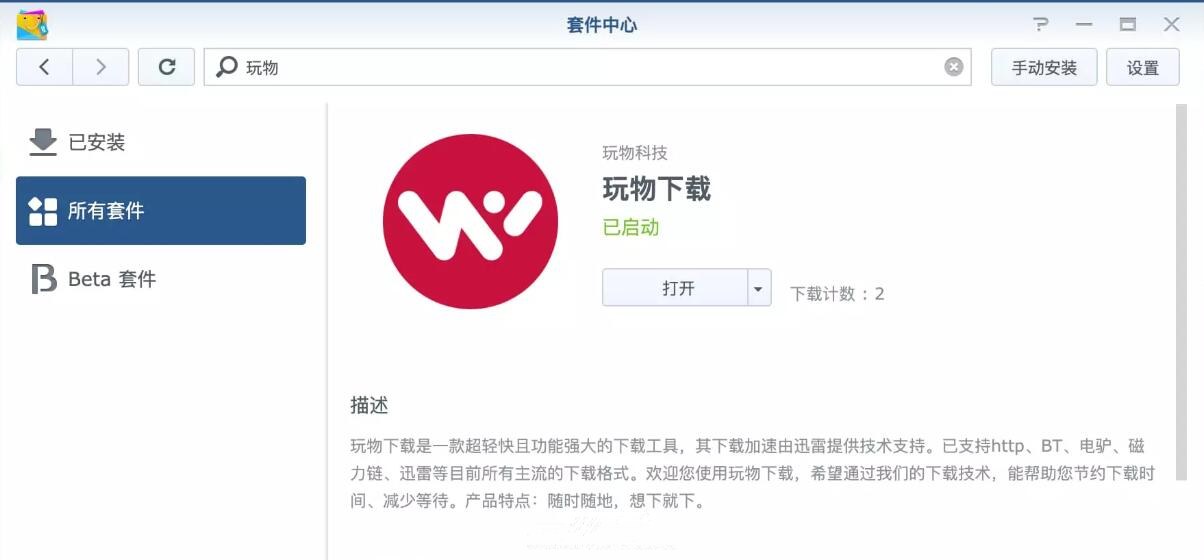 套件中心
玩物
手动安装
设置
已安装
所有套件
Beta 套件
玩物科技
玩物下载
已启动
打开
下载计数：2
描述
玩物下载是一款超轻快且功能强大的下载工具，其下载加速由迅雷提供技术支持。已支持http、BT、电驴、磁
力链、迅雷等目前所有主流的下载格式。欢迎您使用玩物下载，希望通过我们的下载技术，能帮助您节约下载时
间、减少等待。产品特点：随时随地，想下就下。